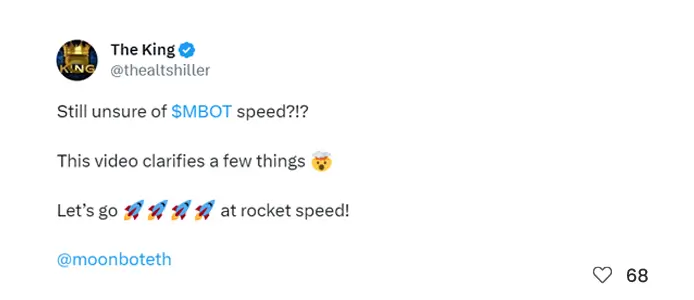 The King
@thealtshiller
Still unsure of $MBOT speed?!?
This video clarifies a few things 🤯
Let's go 🚀🚀🚀🚀 at rocket speed!
@moonboteth
68
KING